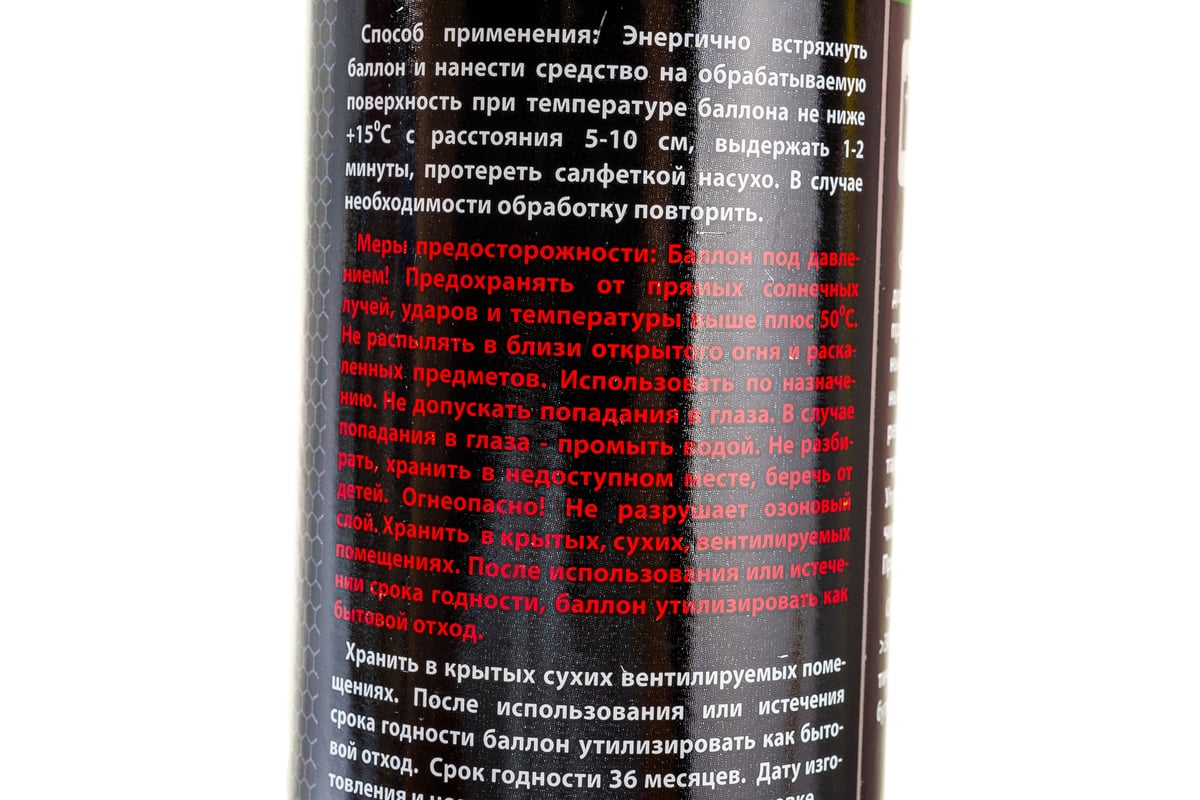 Способ применения: Энергично встряхнуть
баллон и нанести средство на обрабатываемую
поверхность при температуре баллона не ниже
+15⁰С с расстояния 5-10 см, выдержать 1-2
минуты, протереть салфеткой насухо. В случае
необходимости обработку повторить.
Меры предосторожности: Баллон под давле-
нием! Предохранять от прямых солнечных
лучей, ударов и температуры выше плюс 50⁰С.
Не распылять в близи открытого огня и раска-
ленных предметов. Использовать по назначе-
нию. Не допускать попадания в глаза. В случае
попадания в глаза - промыть водой. Не разби-
рать, хранить в недоступном месте, беречь от
детей. Огнеопасно! Не разрушает озоновый
слой. Хранить в крытых, сухих, вентилируемых
помещениях. После использования или истече-
нии срока годности, баллон утилизировать как
бытовой отход.
Хранить в крытых сухих вентилируемых поме-
щениях. После использования или истечения
срока годности баллон утилизировать как быто-
вой отход. Срок годности 36 месяцев. Дату изго-
товления и